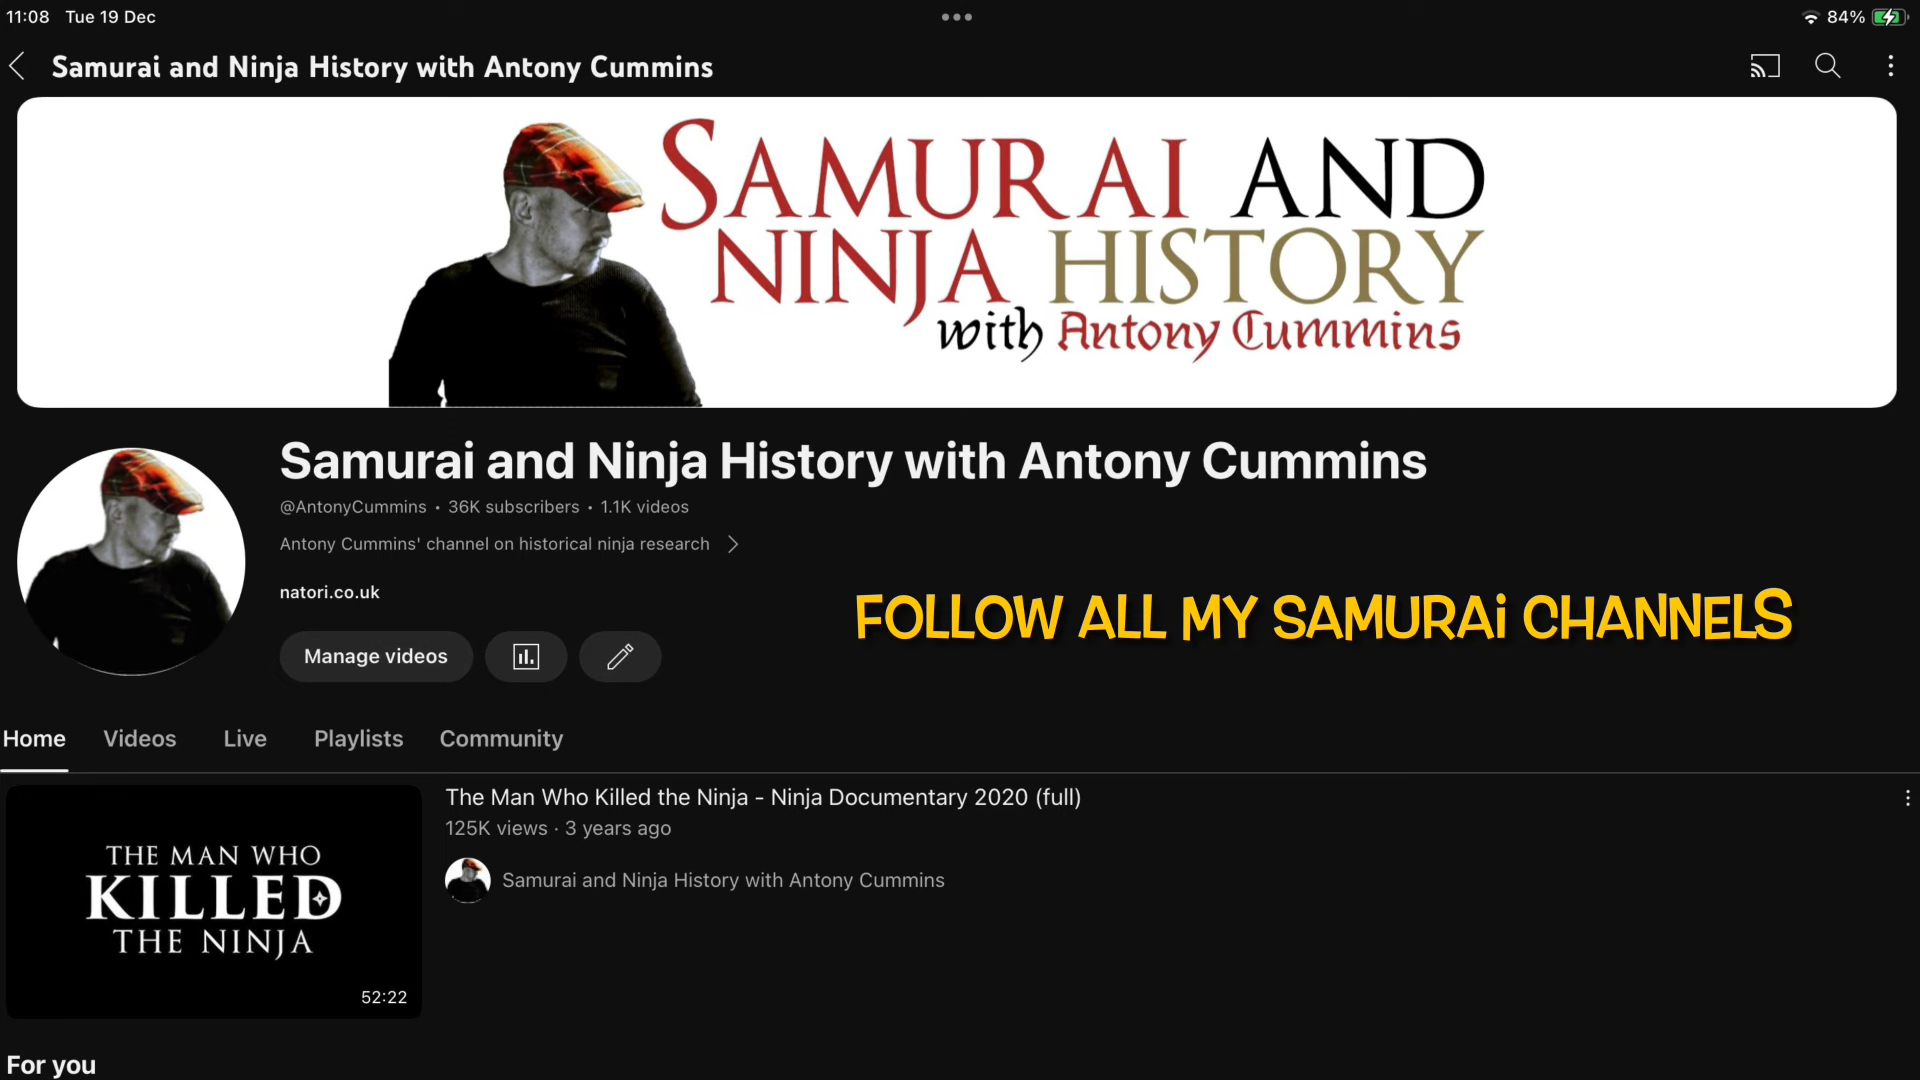 11:08 Tue 19 Dec
84%
Samurai and Ninja History with Antony Cummins
SAMURAI AND
NINJA HISTORY
with Antony Cummins
Samurai and Ninja History with Antony Cummins
@AntonyCummins • 36K subscribers • 1.1K videos
Antony Cummins' channel on historical ninja research
natori.co.uk
FOLLOW ALL MY SAMURAi CHANNELS
Manage videos
Home Videos Live Playlists Community
The Man Who Killed the Ninja - Ninja Documentary 2020 (full)
125K views · 3 years ago
Samurai and Ninja History with Antony Cummins
THE MAN WHO
KILLED
THE NINJA
52:22
For you